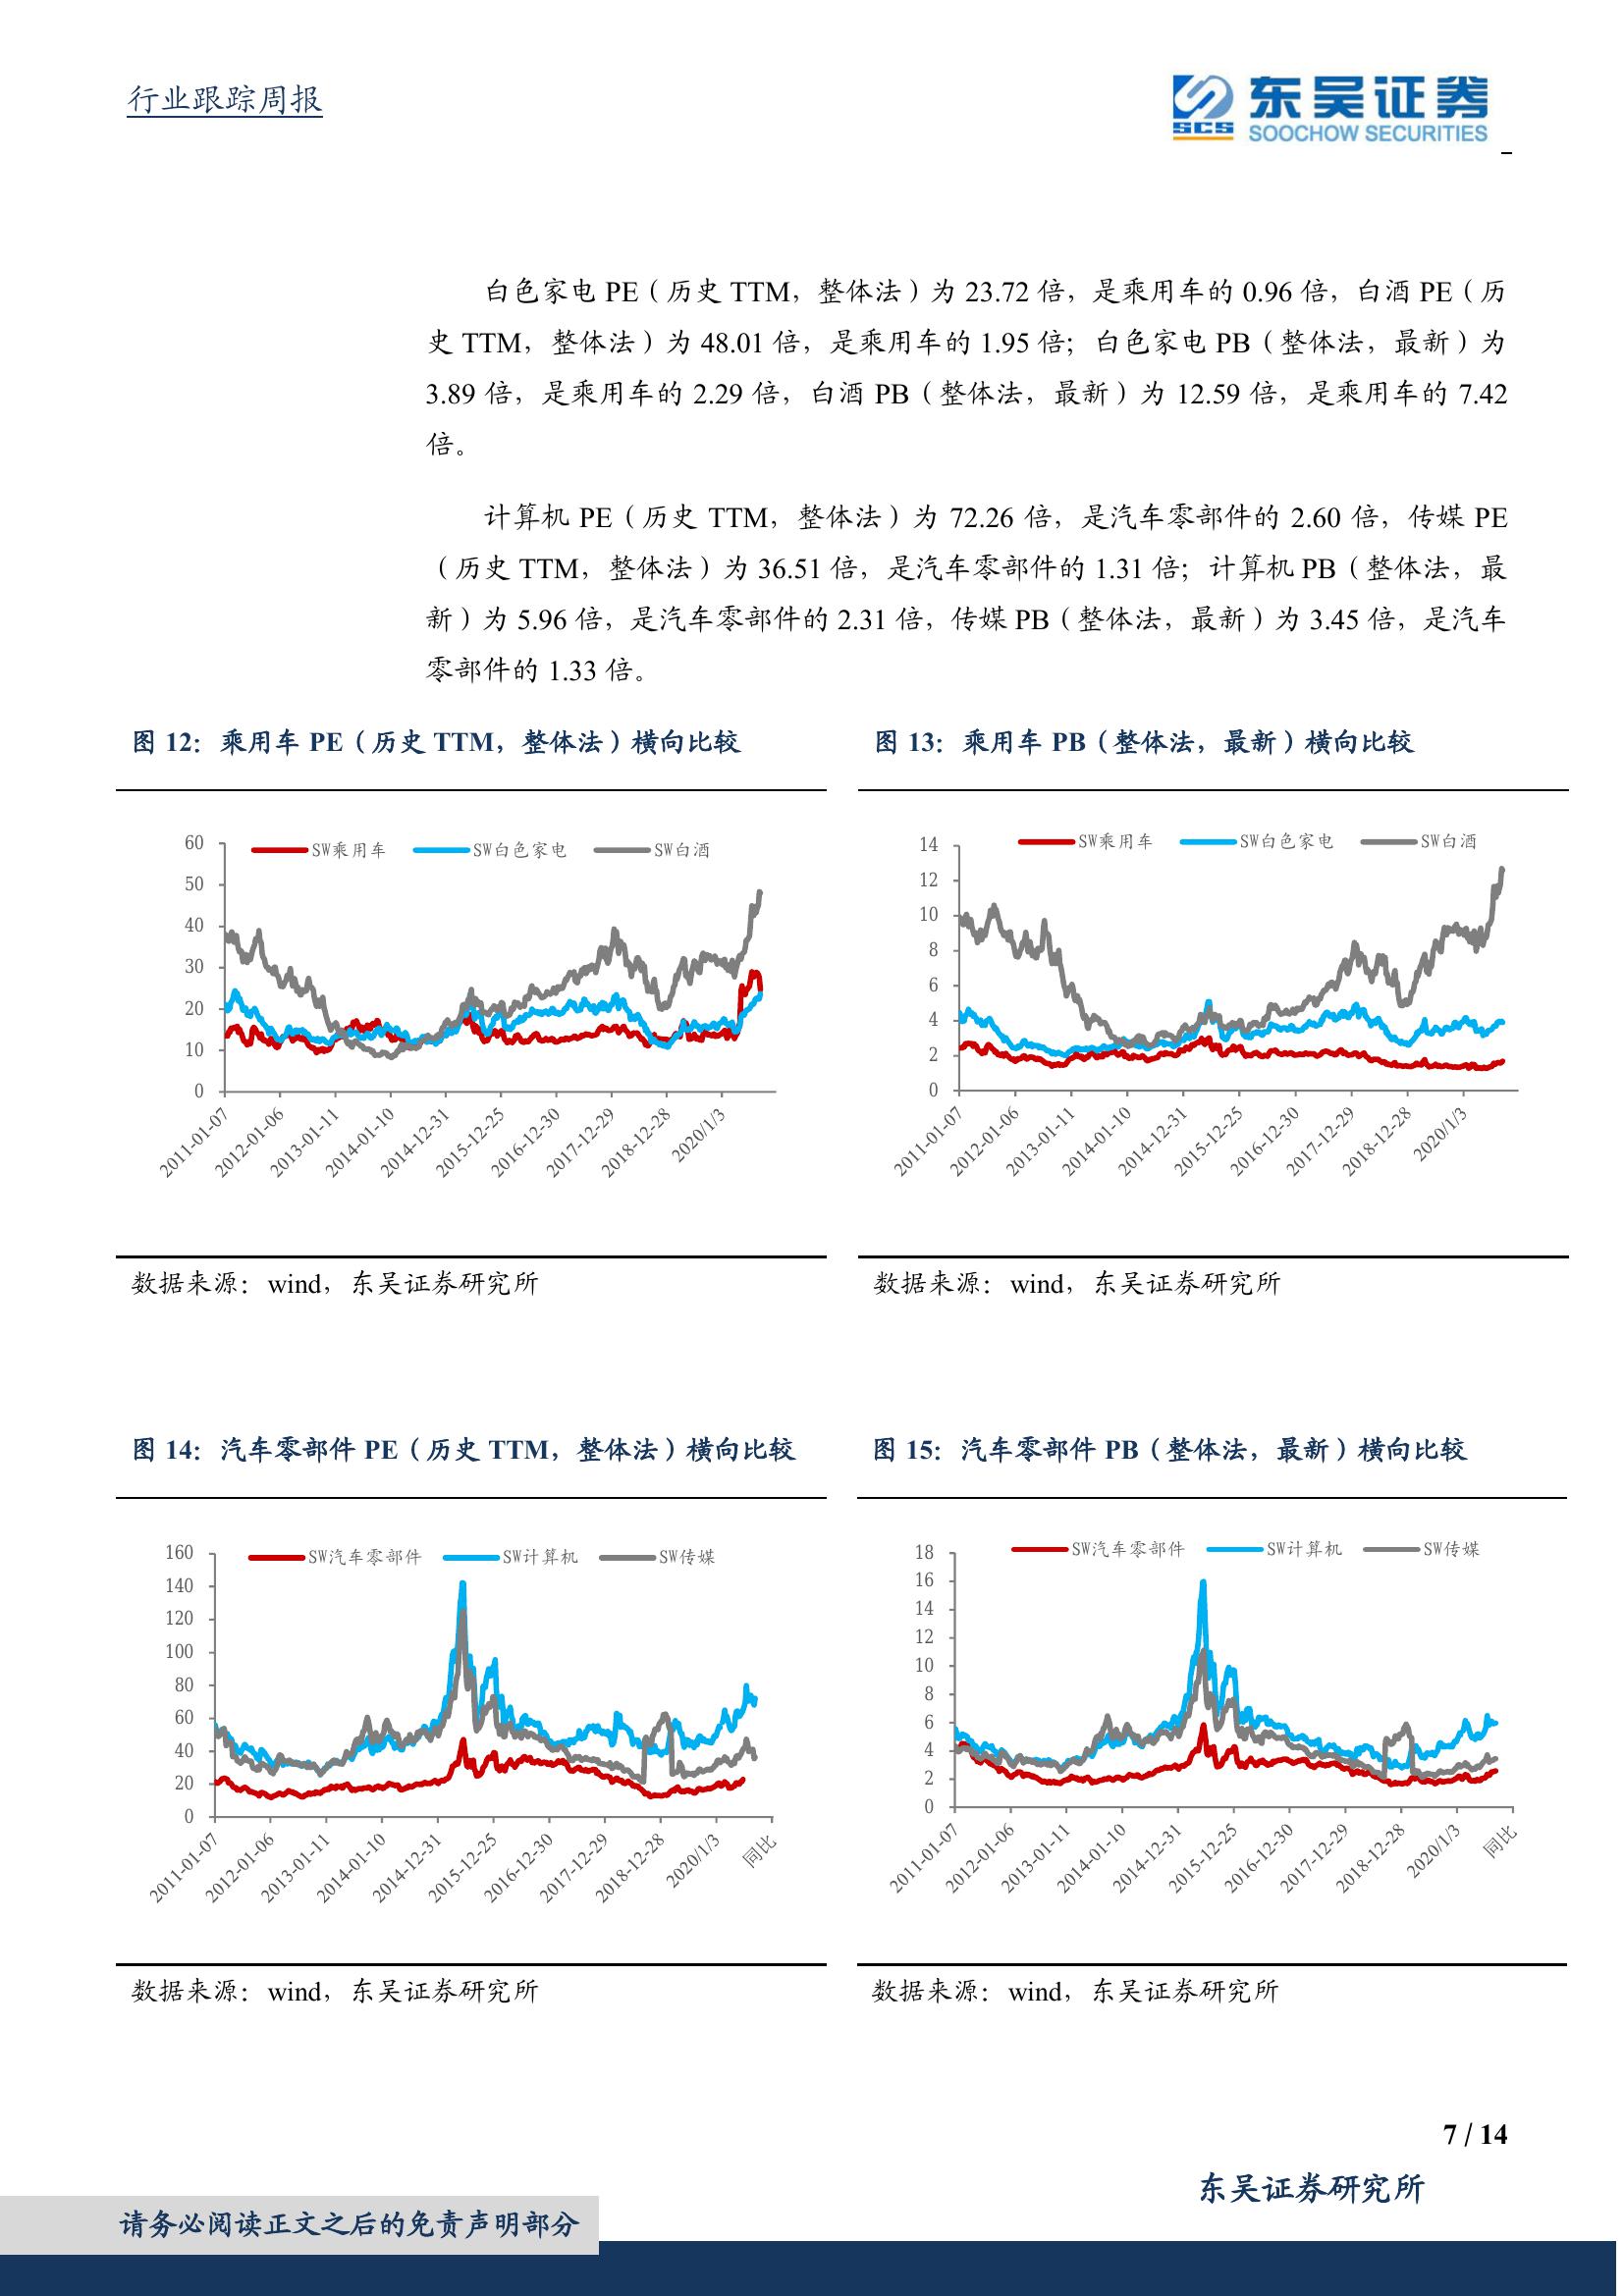 行业跟踪周报
SCS
东吴证券
SOOCHOW SECURITIES
白色家电 PE（历史 TTM，整体法）为 23.72 倍，是乘用车的 0.96 倍，白酒 PE（历
史 TTM，整体法）为 48.01 倍，是乘用车的 1.95 倍；白色家电 PB（整体法，最新）为
3.89 倍，是乘用车的 2.29 倍，白酒 PB（整体法，最新）为 12.59 倍，是乘用车的 7.42
倍。
计算机 PE（历史 TTM，整体法）为 72.26 倍，是汽车零部件的 2.60 倍，传媒 PE
（历史 TTM，整体法）为 36.51 倍，是汽车零部件的 1.31 倍；计算机 PB（整体法，最
新）为 5.96 倍，是汽车零部件的 2.31 倍，传媒 PB（整体法，最新）为 3.45 倍，是汽车
零部件的 1.33 倍。
图 12：乘用车 PE（历史 TTM，整体法）横向比较
SW乘用车 SW白色家电 SW白酒
60
50
40
30
20
10
0
2011-01-07 2012-01-06 2013-01-11 2014-01-10 2014-12-31 2015-12-25 2016-12-30 2017-12-29 2018-12-28 2020/1/3
数据来源：wind，东吴证券研究所
图 13：乘用车 PB（整体法，最新）横向比较
SW乘用车 SW白色家电 SW白酒
14
12
10
8
6
4
2
0
2011-01-07 2012-01-06 2013-01-11 2014-01-10 2014-12-31 2015-12-25 2016-12-30 2017-12-29 2018-12-28 2020/1/3
数据来源：wind，东吴证券研究所
图 14：汽车零部件 PE（历史 TTM，整体法）横向比较
SW汽车零部件 SW计算机 SW传媒
160
140
120
100
80
60
40
20
0
2011-01-07 2012-01-06 2013-01-11 2014-01-10 2014-12-31 2015-12-25 2016-12-30 2017-12-29 2018-12-28 2020/1/3 同比
数据来源：wind，东吴证券研究所
图 15：汽车零部件 PB（整体法，最新）横向比较
SW汽车零部件 SW计算机 SW传媒
18
16
14
12
10
8
6
4
2
0
2011-01-07 2012-01-06 2013-01-11 2014-01-10 2014-12-31 2015-12-25 2016-12-30 2017-12-29 2018-12-28 2020/1/3 同比
数据来源：wind，东吴证券研究所
7 / 14
东吴证券研究所
请务必阅读正文之后的免责声明部分